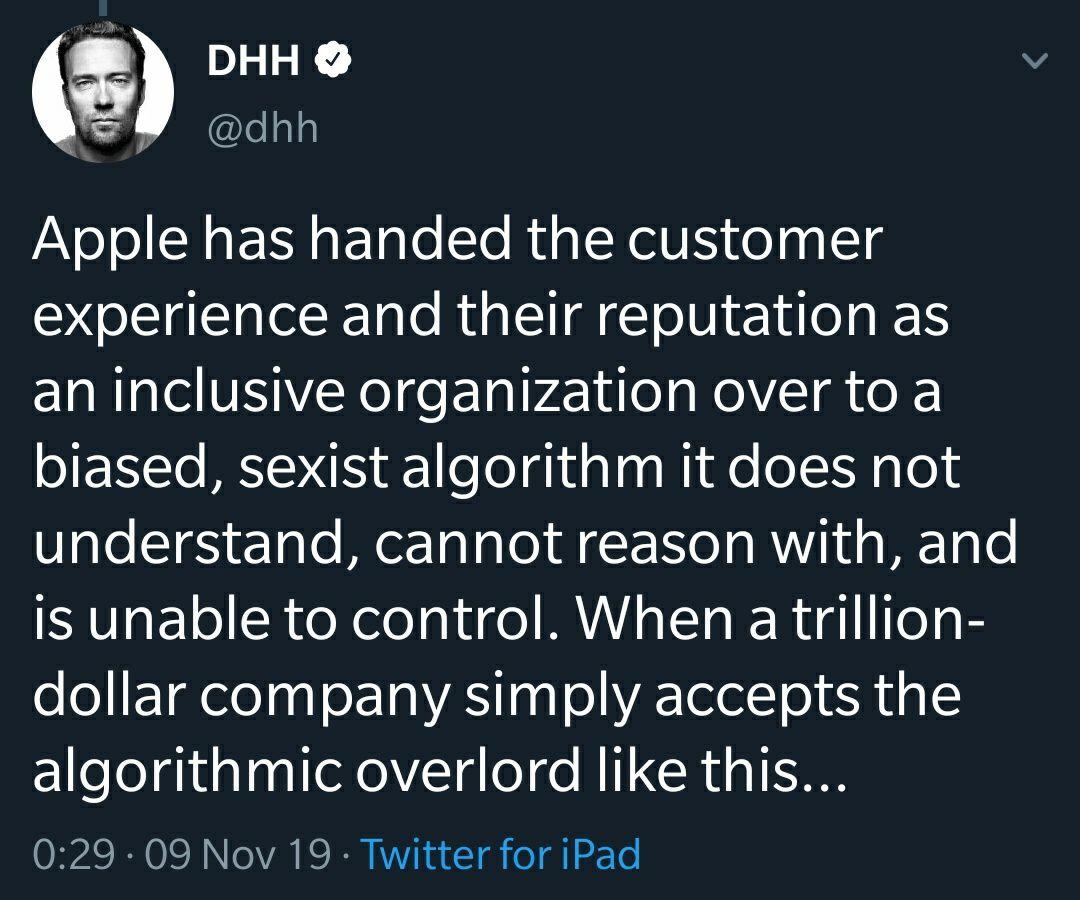 DHH
@dhh
Apple has handed the customer
experience and their reputation as
an inclusive organization over to a
biased, sexist algorithm it does not
understand, cannot reason with, and
is unable to control. When a trillion-
dollar company simply accepts the
algorithmic overlord like this...
0:29 · 09 Nov 19 · Twitter for iPad